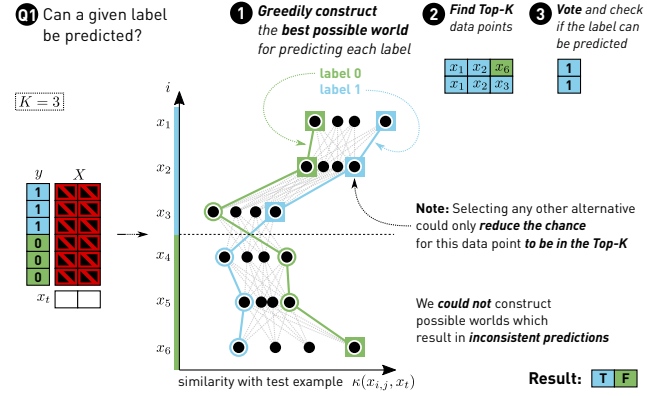 Q1 Can a given label
be predicted?
1 Greedily construct
the best possible world
for predicting each label
2 Find Top-K
data points
3 Vote and check
if the label can
be predicted
x₁ x₂ x₆
x₁ x₂ x₃
1
1
label 0
label 1
K = 3
i
x₁
x₂
x₃
x₄
x₅
x₆
y X
1
1
1
0
0
0
xₜ
Note: Selecting any other alternative
could only reduce the chance
for this data point to be in the Top-K
We could not construct
possible worlds which
result in inconsistent predictions
similarity with test example κ(xᵢ,ⱼ, xₜ)
Result: T F